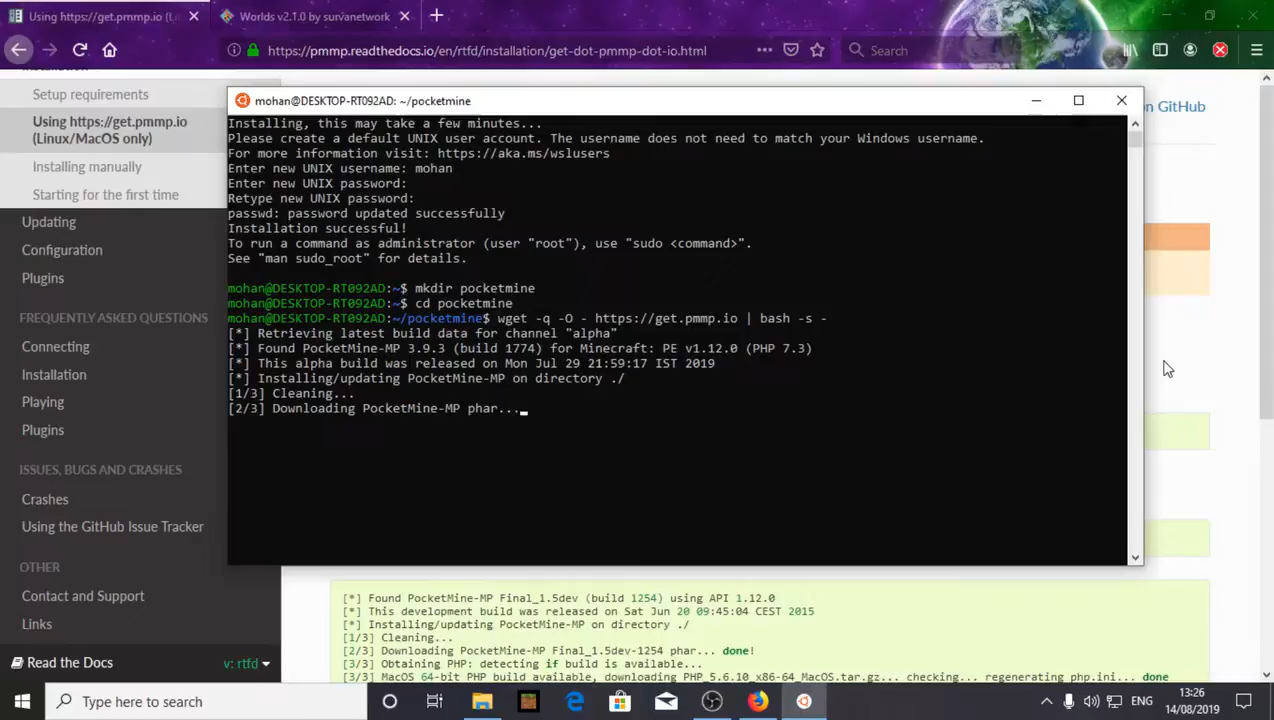 Using https://get.pmmp.io (Li
Worlds v2.1.0 by survanetwork
https://pmmp.readthedocs.io/en/rtfd/installation/get-dot-pmmp-dot-io.html
Search
Setup requirements
Using https://get.pmmp.io
(Linux/MacOS only)
Installing manually
Starting for the first time
Updating
Configuration
Plugins
FREQUENTLY ASKED QUESTIONS
Connecting
Installation
Playing
Plugins
ISSUES, BUGS AND CRASHES
Crashes
Using the GitHub Issue Tracker
OTHER
Contact and Support
Links
Read the Docs
v: rtfd
on GitHub
mohan@DESKTOP-RT092AD: ~/pocketmine
Installing, this may take a few minutes...
Please create a default UNIX user account. The username does not need to match your Windows username.
For more information visit: https://aka.ms/wslusers
Enter new UNIX username: mohan
Enter new UNIX password:
Retype new UNIX password:
passwd: password updated successfully
Installation successful!
To run a command as administrator (user "root"), use "sudo <command>".
See "man sudo_root" for details.
mohan@DESKTOP-RT092AD:~$ mkdir pocketmine
mohan@DESKTOP-RT092AD:~$ cd pocketmine
mohan@DESKTOP-RT092AD:~/pocketmine$ wget -q -O - https://get.pmmp.io | bash -s -
[*] Retrieving latest build data for channel "alpha"
[*] Found PocketMine-MP 3.9.3 (build 1774) for Minecraft: PE v1.12.0 (PHP 7.3)
[*] This alpha build was released on Mon Jul 29 21:59:17 IST 2019
[*] Installing/updating PocketMine-MP on directory ./
[1/3] Cleaning...
[2/3] Downloading PocketMine-MP phar...
[*] Found PocketMine-MP Final_1.5dev (build 1254) using API 1.12.0
[*] This development build was released on Sat Jun 20 09:45:04 CEST 2015
[*] Installing/updating PocketMine-MP on directory ./
[1/3] Cleaning...
[2/3] Downloading PocketMine-MP Final_1.5dev-1254 phar... done!
[3/3] Obtaining PHP: detecting if build is available...
[3/3] MacOS 64-bit PHP build available, downloading PHP_5.6.10_x86-64_MacOS.tar.gz... checking... regenerating php.ini... done
Type here to search
ENG
13:26
14/08/2019